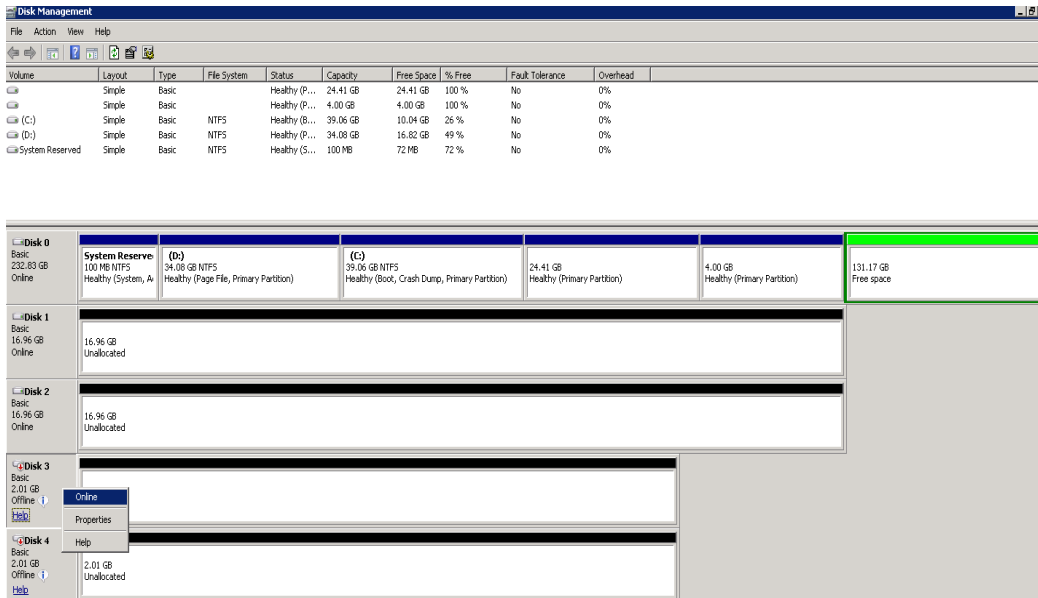 Disk Management
File Action View Help
Volume Layout Type File System Status Capacity Free Space % Free Fault Tolerance Overhead
Simple Basic Healthy (P... 24.41 GB 24.41 GB 100 % No 0%
Simple Basic Healthy (P... 4.00 GB 4.00 GB 100 % No 0%
(C:) Simple Basic NTFS Healthy (B... 39.06 GB 10.04 GB 26 % No 0%
(D:) Simple Basic NTFS Healthy (P... 34.08 GB 16.82 GB 49 % No 0%
System Reserved Simple Basic NTFS Healthy (S... 100 MB 72 MB 72 % No 0%
Disk 0
Basic
232.83 GB
Online
System Reserve
100 MB NTFS
Healthy (System, A
(D:)
34.08 GB NTFS
Healthy (Page File, Primary Partition)
(C:)
39.06 GB NTFS
Healthy (Boot, Crash Dump, Primary Partition)
24.41 GB
Healthy (Primary Partition)
4.00 GB
Healthy (Primary Partition)
131.17 GB
Free space
Disk 1
Basic
16.96 GB
Online
16.96 GB
Unallocated
Disk 2
Basic
16.96 GB
Online
16.96 GB
Unallocated
Disk 3
Basic
2.01 GB
Offline
Help
Online
Properties
Help
Disk 4
Basic
2.01 GB
Offline
Help
2.01 GB
Unallocated